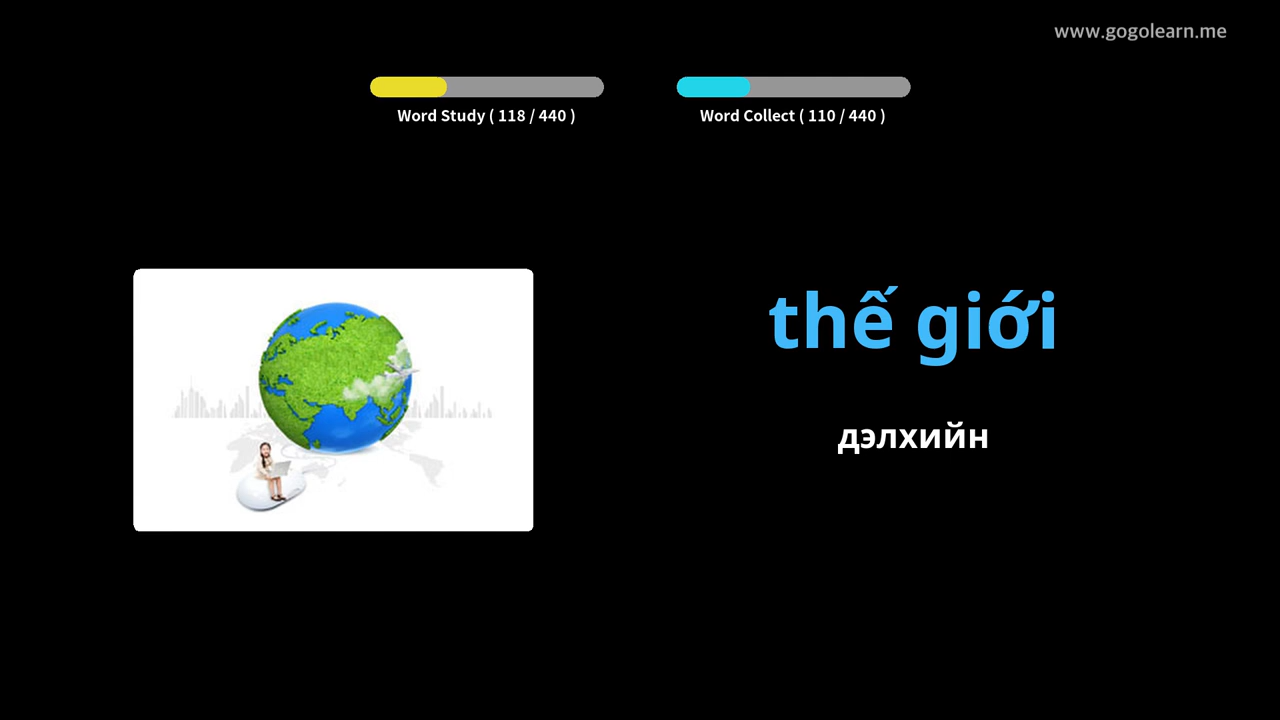 www.gogolearn.me
Word Study ( 118 / 440 )
Word Collect ( 110 / 440 )
thế giới
дэлхийн